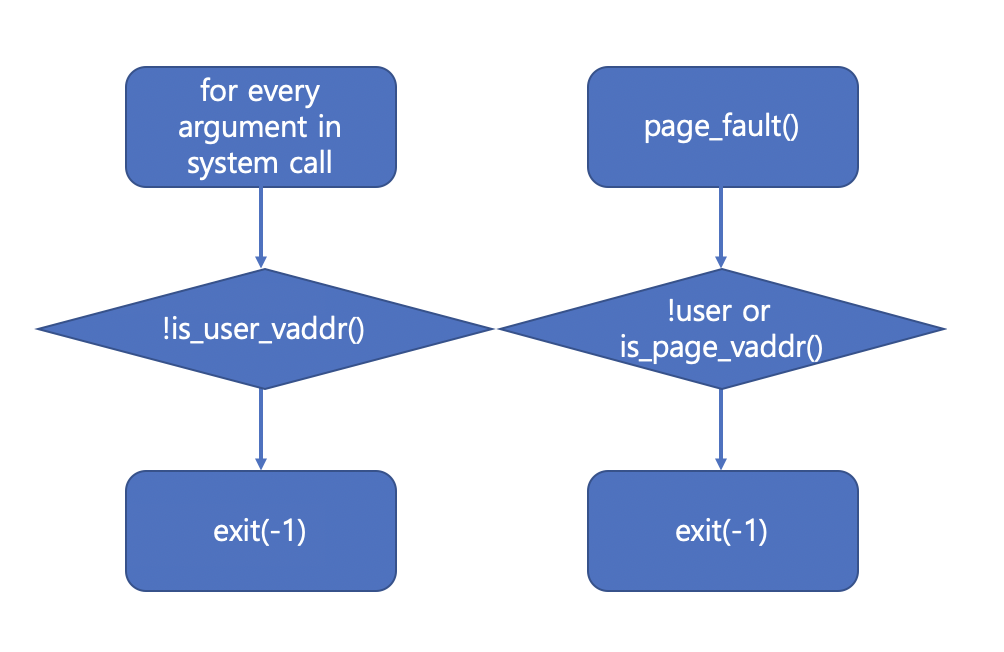 for every
argument in
system call
!is_user_vaddr()
exit(-1)
page_fault()
!user or
is_page_vaddr()
exit(-1)